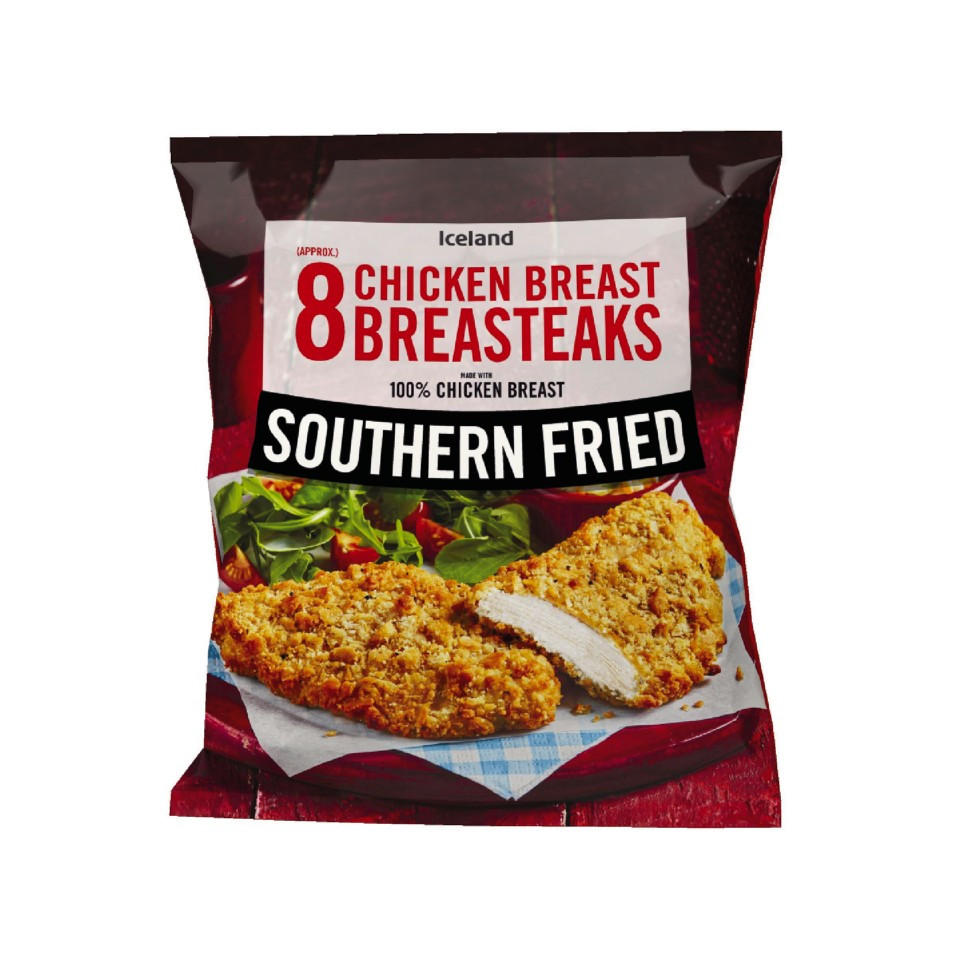 Iceland
(APPROX.)
8 CHICKEN BREAST
BREASTEAKS
MADE WITH
100% CHICKEN BREAST
SOUTHERN FRIED